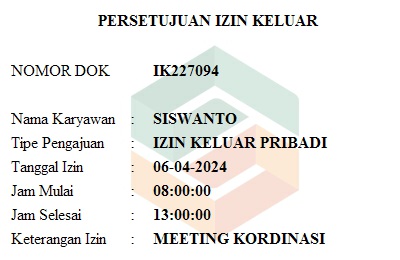 PERSETUJUAN IZIN KELUAR
NOMOR DOK IK227094
Nama Karyawan : SISWANTO
Tipe Pengajuan : IZIN KELUAR PRIBADI
Tanggal Izin : 06-04-2024
Jam Mulai : 08:00:00
Jam Selesai : 13:00:00
Keterangan Izin : MEETING KORDINASI